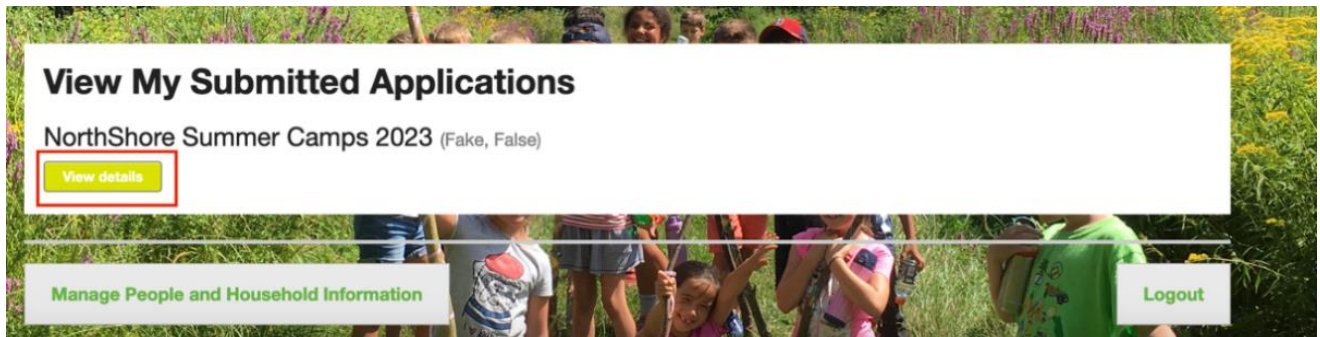 View My Submitted Applications
NorthShore Summer Camps 2023 (Fake, False)
View details
Manage People and Household Information
Logout